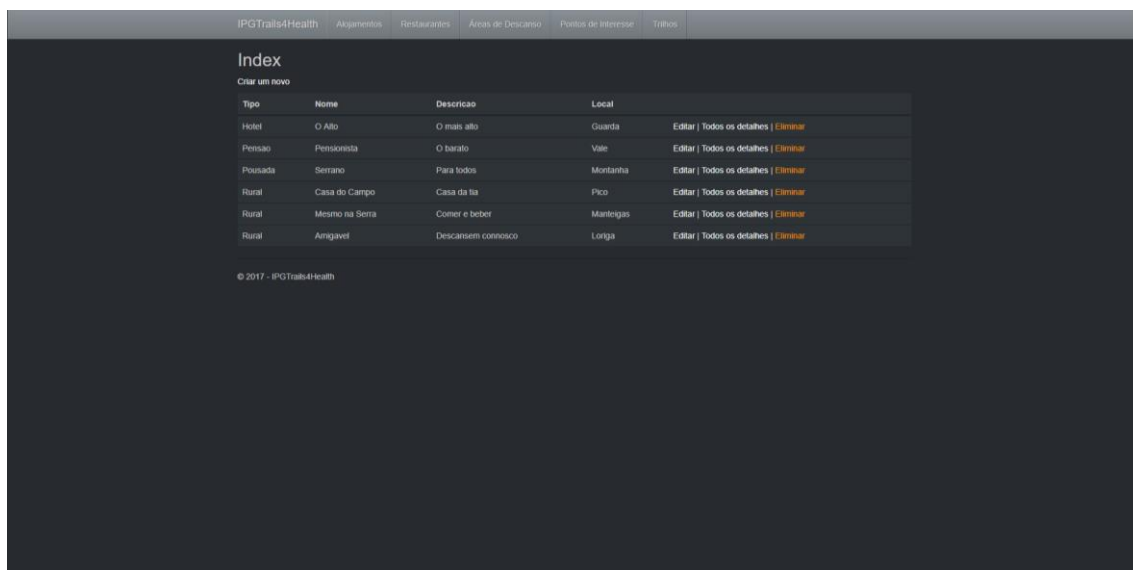 IPGTrails4Health Alojamentos Restaurantes Áreas de Descanso Pontos de Interesse Trilhos
Index
Criar um novo
Tipo Nome Descricao Local
Hotel O Alto O mais alto Guarda Editar | Todos os detalhes | Eliminar
Pensao Pensionista O barato Vale Editar | Todos os detalhes | Eliminar
Pousada Serrano Para todos Montanha Editar | Todos os detalhes | Eliminar
Rural Casa do Campo Casa da tia Pico Editar | Todos os detalhes | Eliminar
Rural Mesmo na Serra Comer e beber Manteigas Editar | Todos os detalhes | Eliminar
Rural Amigavel Descansem connosco Loriga Editar | Todos os detalhes | Eliminar
© 2017 - IPGTrails4Health